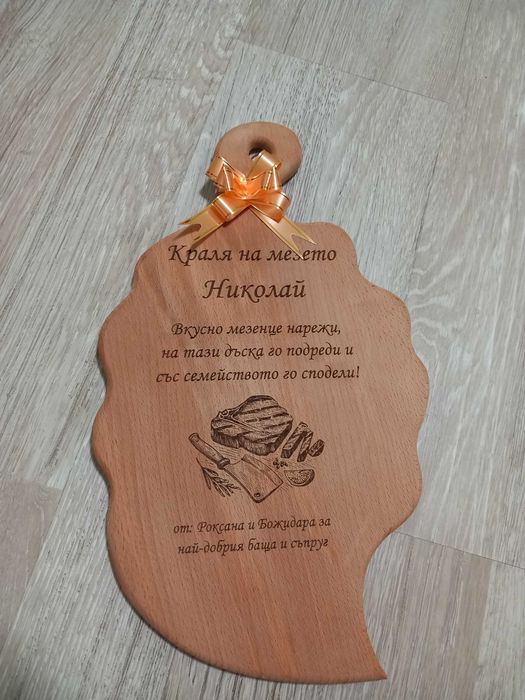 Краля на мезето
Николай
Вкусно мезенце нарежи,
на тази дъска го подреди и
със семейството го сподели!
от: Роксана и Божидара за
най-добрия баща и съпруг